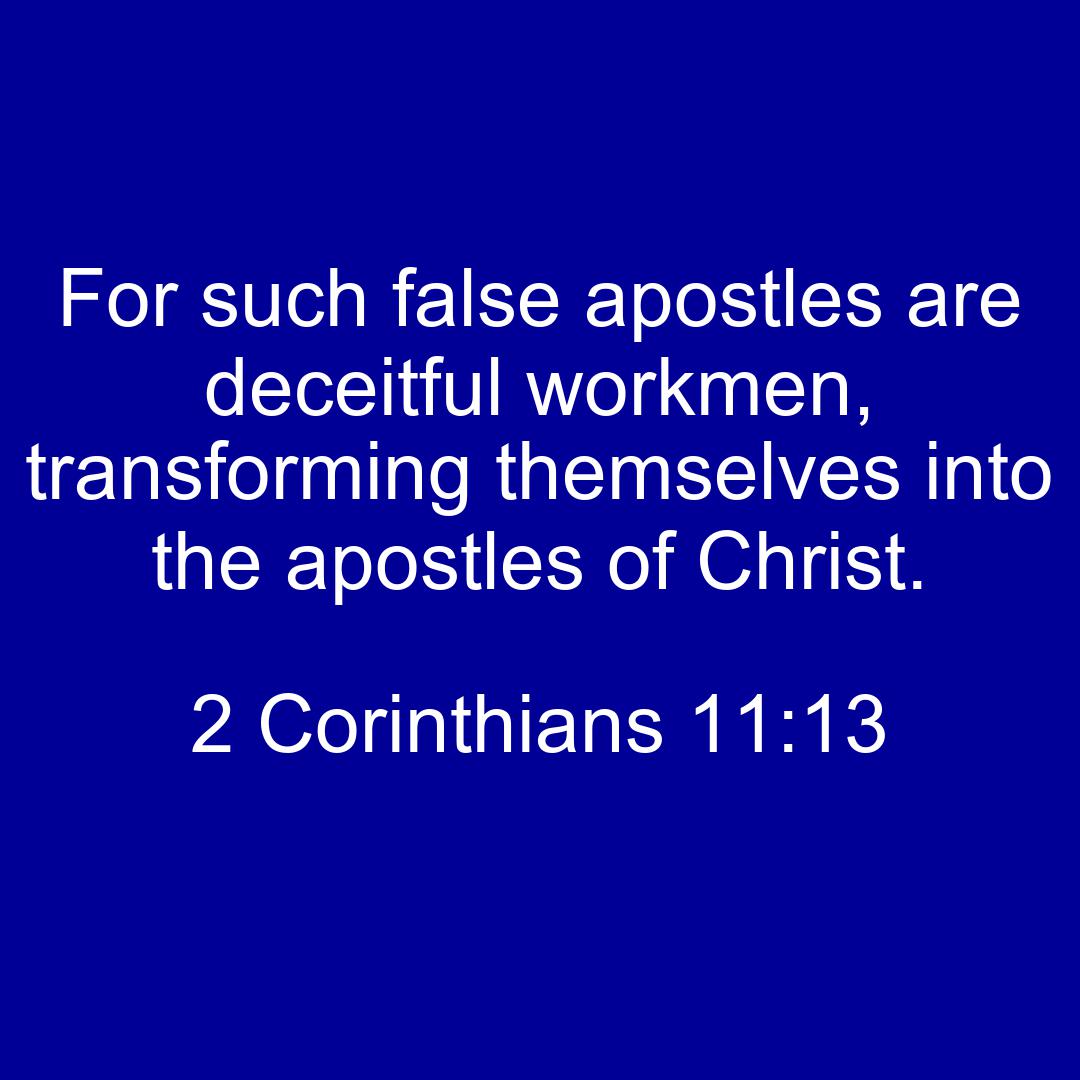 For such false apostles are
deceitful workmen,
transforming themselves into
the apostles of Christ.
2 Corinthians 11:13